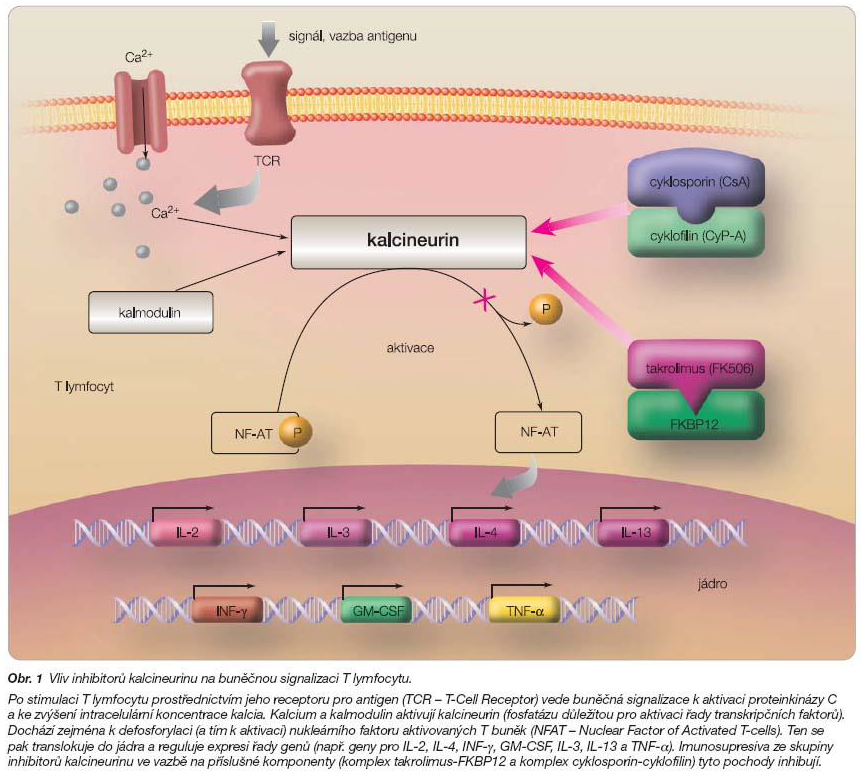 signál, vazba antigenu
Ca2+
TCR
Ca2+
cyklosporin (CsA)
cyklofilin (CyP-A)
kalcineurin
kalmodulin
P
aktivace
takrolimus (FK506)
FKBP12
T lymfocyt
NF-AT
P
NF-AT
IL-2
IL-3
IL-4
IL-13
jádro
INF-γ
GM-CSF
TNF-α
Obr. 1 Vliv inhibitorů kalcineurinu na buněčnou signalizaci T lymfocytu.
Po stimulaci T lymfocytu prostřednictvím jeho receptoru pro antigen (TCR – T-Cell Receptor) vede buněčná signalizace k aktivaci proteinkinázy C
a ke zvýšení intracelulární koncentrace kalcia. Kalcium a kalmodulin aktivují kalcineurin (fosfatázu důležitou pro aktivaci řady transkripčních faktorů).
Dochází zejména k defosforylaci (a tím k aktivaci) nukleárního faktoru aktivovaných T buněk (NFAT – Nuclear Factor of Activated T-cells). Ten se
pak translokuje do jádra a reguluje expresi řady genů (např. geny pro IL-2, IL-4, INF-γ, GM-CSF, IL-3, IL-13 a TNF-α). Imunosupresiva ze skupiny
inhibitorů kalcineurinu ve vazbě na příslušné komponenty (komplex takrolimus-FKBP12 a komplex cyklosporin-cyklofilin) tyto pochody inhibují.